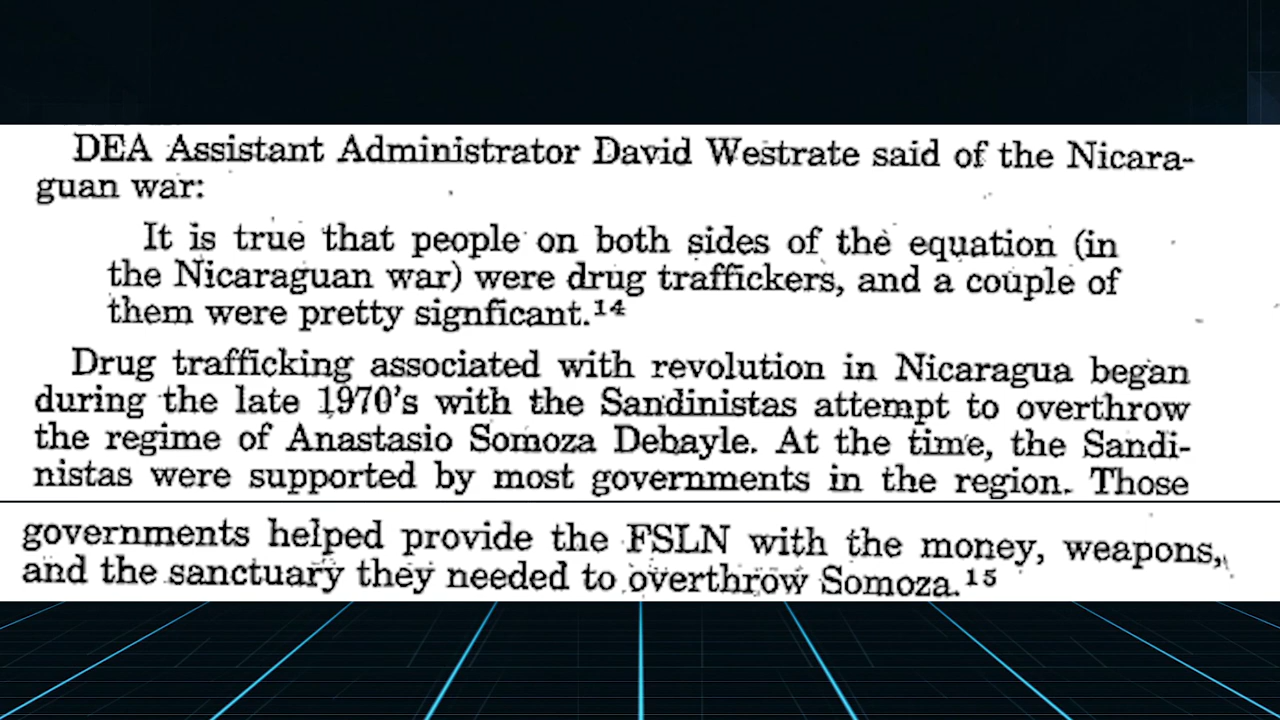 DEA Assistant Administrator David Westrate said of the Nicara-
guan war:
It is true that people on both sides of the equation (in
the Nicaraguan war) were drug traffickers, and a couple of
them were pretty signficant.14
Drug trafficking associated with revolution in Nicaragua began
during the late 1970's with the Sandinistas attempt to overthrow
the regime of Anastasio Somoza Debayle. At the time, the Sandi-
nistas were supported by most governments in the region. Those
governments helped provide the FSLN with the money, weapons,
and the sanctuary they needed to overthrow Somoza.15